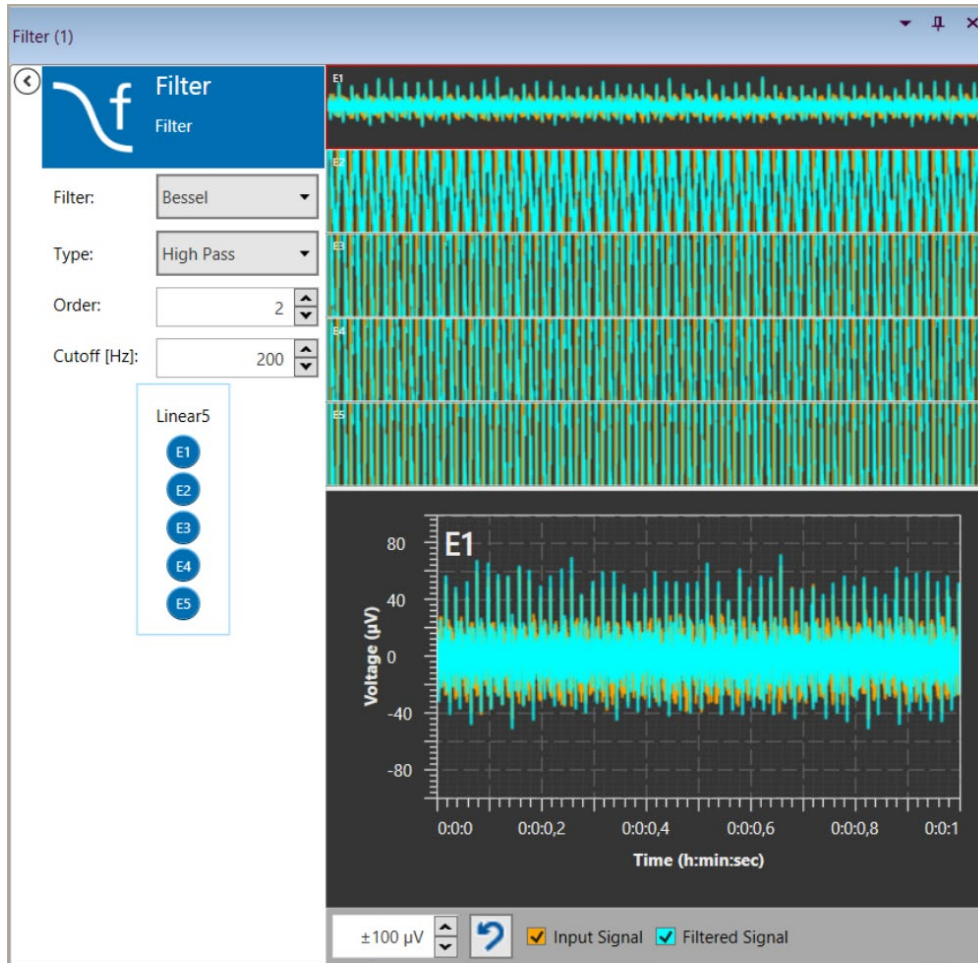 Filter (1)
Filter
Filter
Filter:
Bessel
Type:
High Pass
Order:
2
Cutoff [Hz]:
200
Linear5
E1
E2
E3
E4
E5
E1
E2
E3
E4
E5
E1
80
40
0
-40
-80
Voltage (µV)
0:0:0 0:0:0,2 0:0:0,4 0:0:0,6 0:0:0,8 0:0:1
Time (h:min:sec)
±100 µV
Input Signal
Filtered Signal